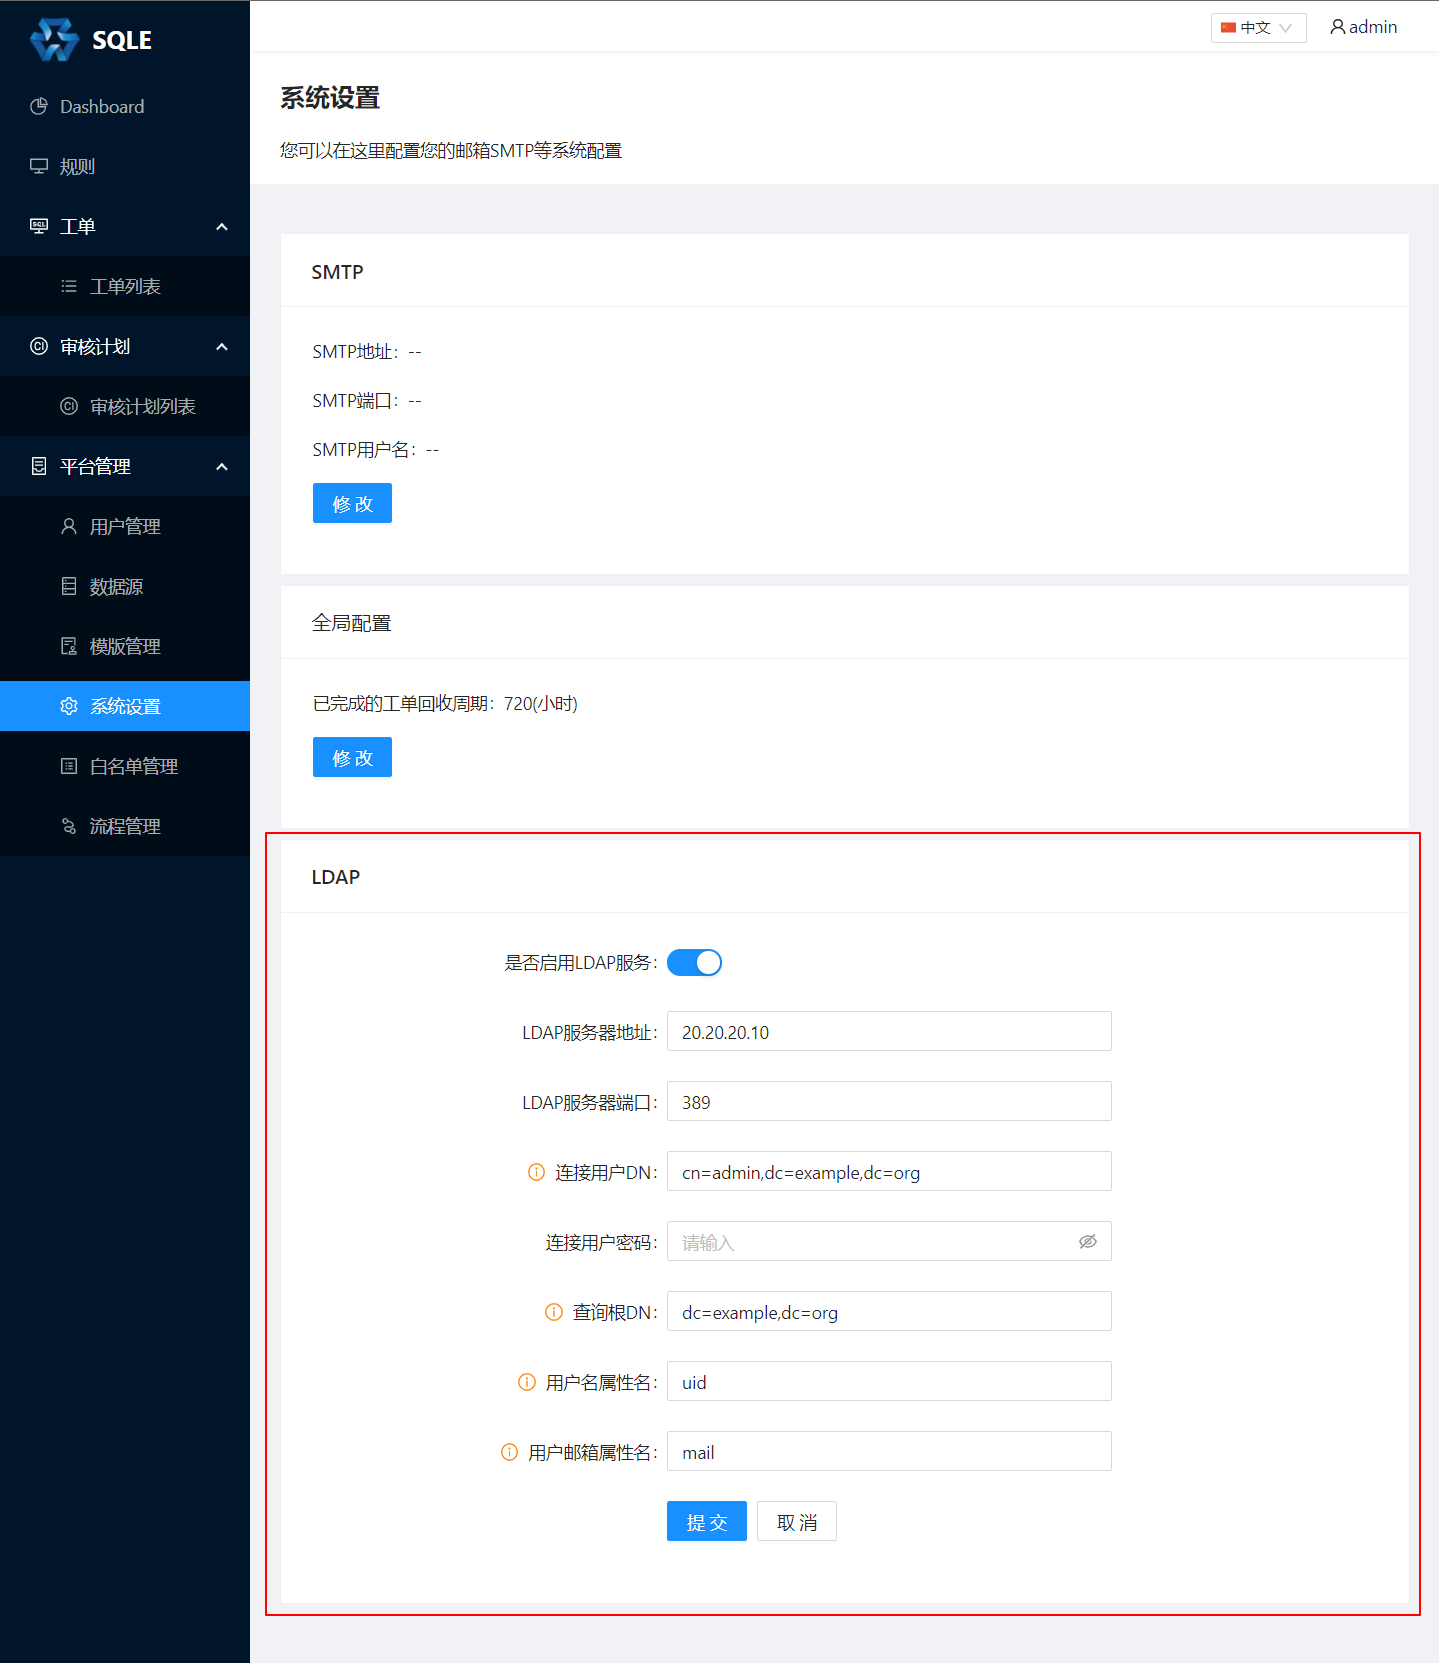 SQLE
中文
admin
Dashboard
规则
工单
工单列表
审核计划
审核计划列表
平台管理
用户管理
数据源
模版管理
系统设置
白名单管理
流程管理
系统设置
您可以在这里配置您的邮箱SMTP等系统配置
SMTP
SMTP地址：--
SMTP端口：--
SMTP用户名：--
修 改
全局配置
已完成的工单回收周期：720(小时)
修 改
LDAP
是否启用LDAP服务:
LDAP服务器地址: 20.20.20.10
LDAP服务器端口: 389
连接用户DN: cn=admin,dc=example,dc=org
连接用户密码: 请输入
查询根DN: dc=example,dc=org
用户名属性名: uid
用户邮箱属性名: mail
提 交 取 消